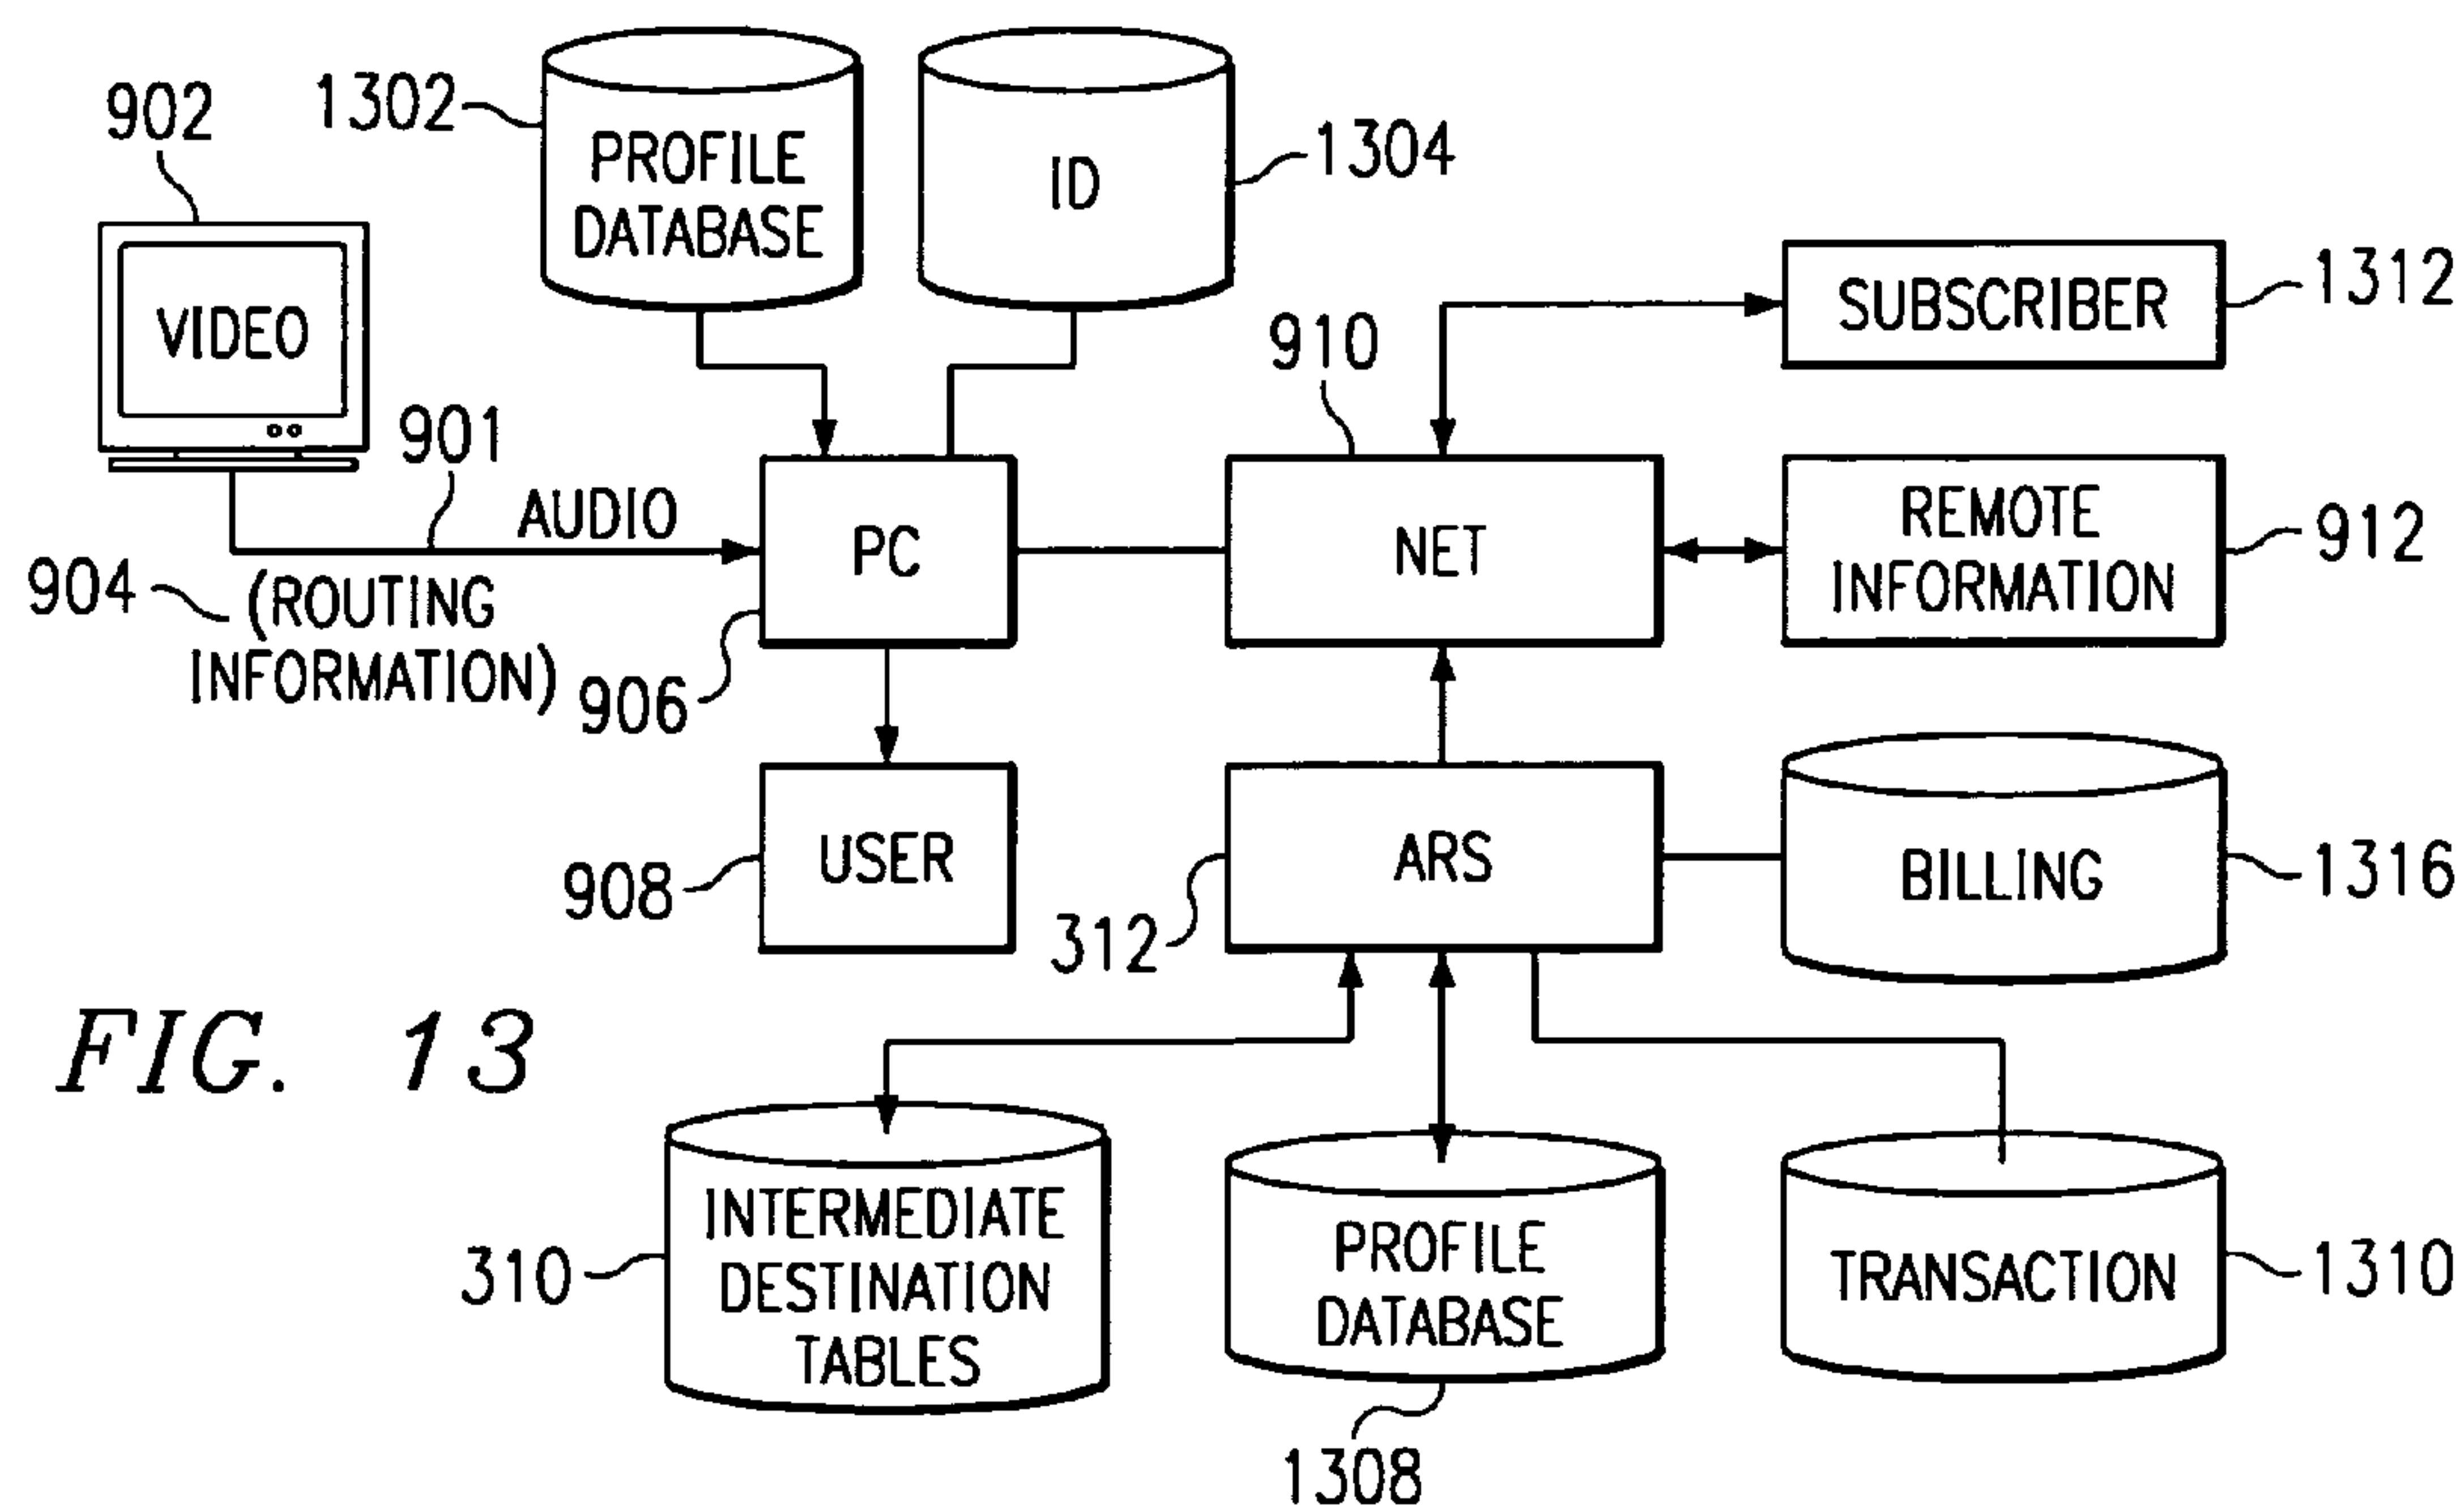 902
1302
PROFILE
DATABASE
ID
1304
VIDEO
SUBSCRIBER
1312
910
901
AUDIO
904
(ROUTING
INFORMATION)
PC
906
NET
REMOTE
INFORMATION
912
USER
908
ARS
312
BILLING
1316
FIG. 13
310
INTERMEDIATE
DESTINATION
TABLES
PROFILE
DATABASE
1308
TRANSACTION
1310